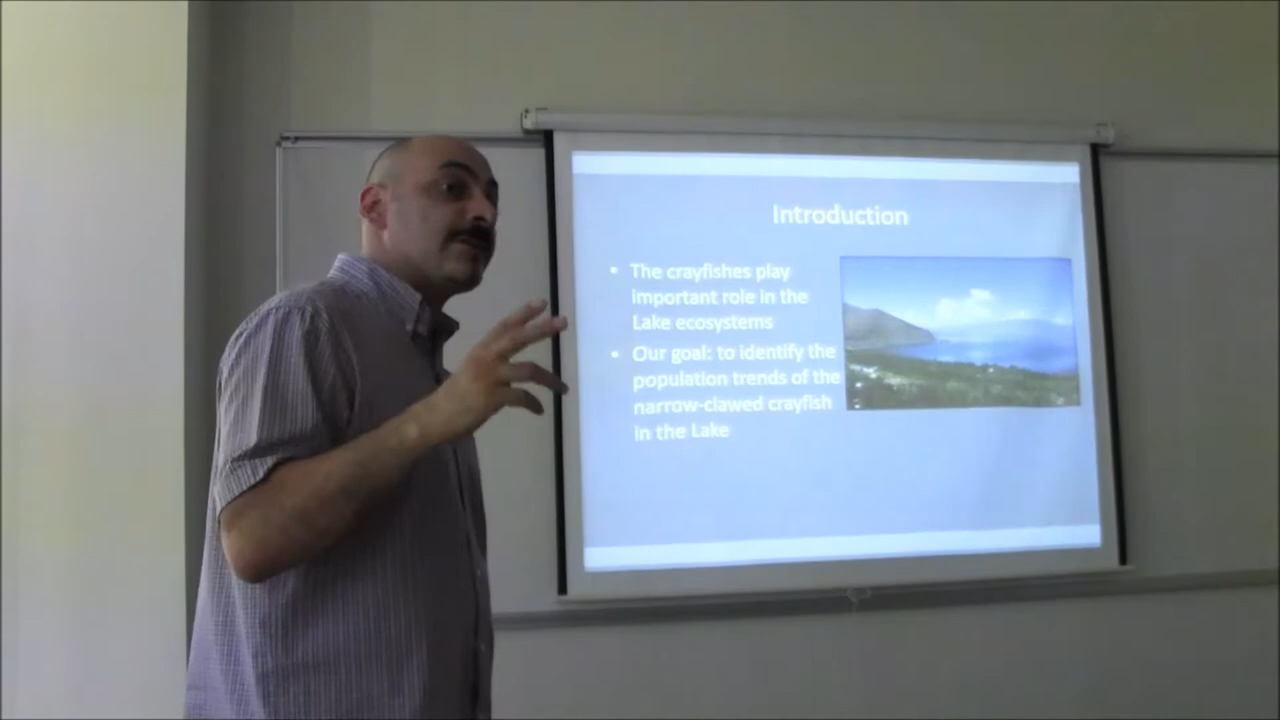 Introduction
• The crayfishes play
important role in the
Lake ecosystems
• Our goal: to identify the
population trends of the
narrow-clawed crayfish
in the Lake